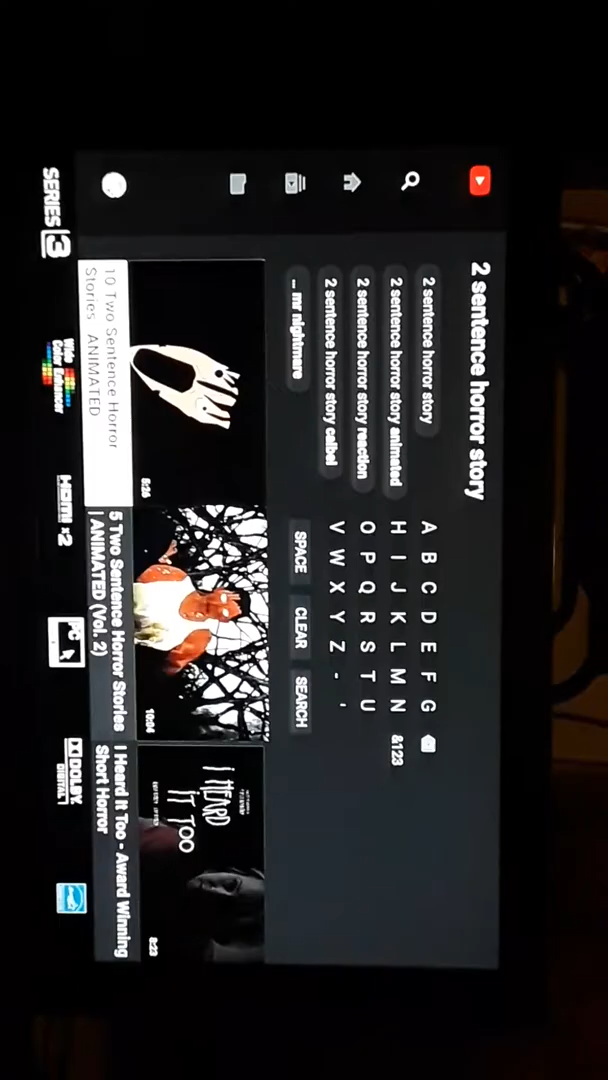 2 sentence horror story
2 sentence horror story
2 sentence horror story animated
2 sentence horror story reaction
2 sentence horror story caibei
... mr nightmare
A B C D E F G
H I J K L M N &123
O P Q R S T U
V W X Y Z - '
SPACE CLEAR SEARCH
5:26
10:04
I HEARD
IT TOO
8:23
10 Two Sentence Horror
Stories ANIMATED
5 Two Sentence Horror Stories
| ANIMATED (Vol. 2)
I Heard It Too - Award Winning
Short Horror
SERIES 3
Wide
Color Enhancer
HDMI x2
PC
DOLBY
DIGITAL